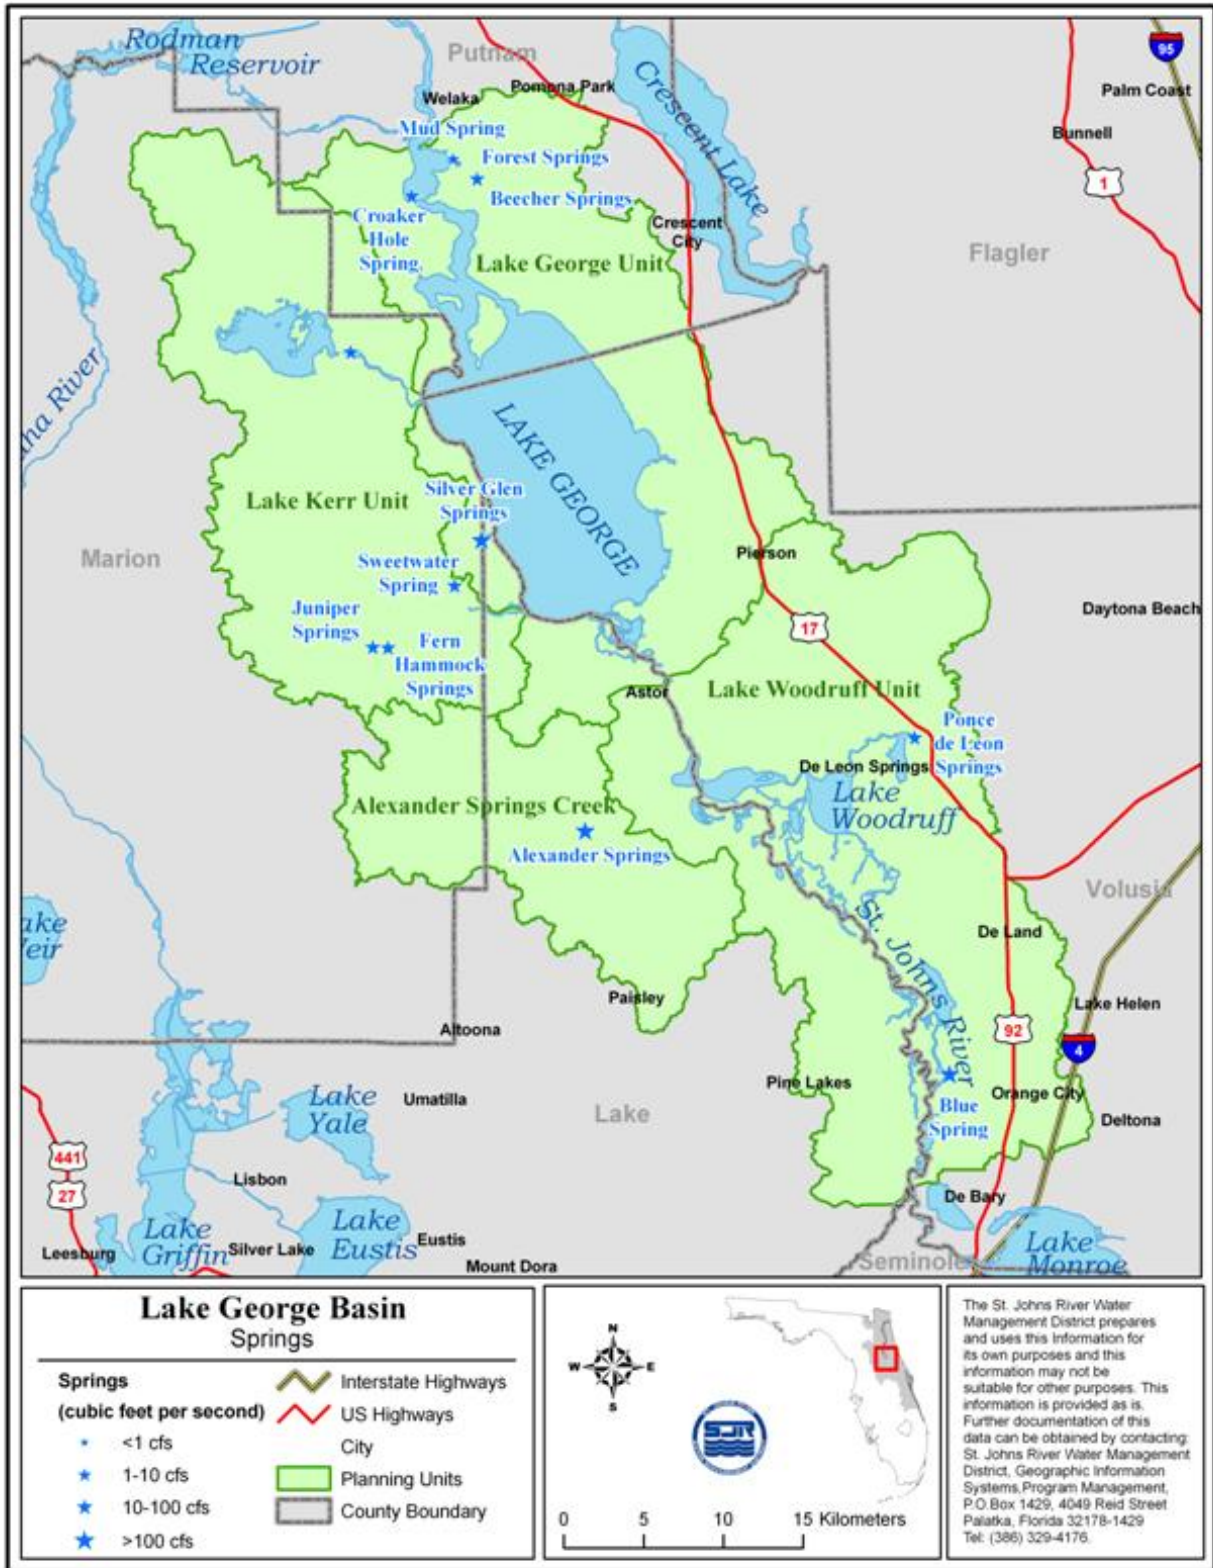 Rodman
Reservoir
Putnam
95
Palm Coast
Pomona Park
Welaka
Crescent Lake
Mud Spring
Bunnell
Forest Springs
1
Beecher Springs
Croaker
Hole
Spring
Crescent
City
Lake George Unit
Flagler
ha River
LAKE GEORGE
Lake Kerr Unit
Silver Glen
Springs
Marion
Pierson
Sweetwater
Spring
Juniper
Springs
Daytona Beach
17
Fern
Hammock
Springs
Astor
Lake Woodruff Unit
Ponce
de Leon
Springs
De Leon Springs
Lake
Woodruff
Alexander Springs Creek
Alexander Springs
Volusia
ake
eir
St. Johns River
De Land
Paisley
Lake Helen
Altoona
92
4
Pine Lakes
Lake
Yale
Umatilla
Orange City
Lake
Blue
Spring
Deltona
441
27
Lisbon
De Bary
Lake
Griffin
Lake
Eustis
Leesburg
Silver Lake
Eustis
Mount Dora
Seminole
Lake
Monroe
Lake George Basin
Springs
Springs
(cubic feet per second)
<1 cfs
1-10 cfs
10-100 cfs
>100 cfs
Interstate Highways
US Highways
City
Planning Units
County Boundary
N
W E
S
SJR
0 5 10 15 Kilometers
The St. Johns River Water
Management District prepares
and uses this Information for
its own purposes and this
information may not be
suitable for other purposes. This
information is provided as is.
Further documentation of this
data can be obtained by contacting:
St. Johns River Water Management
District, Geographic Information
Systems,Program Management,
P.O.Box 1429, 4049 Reid Street
Palatka, Florida 32178-1429
Tel: (386) 329-4176.